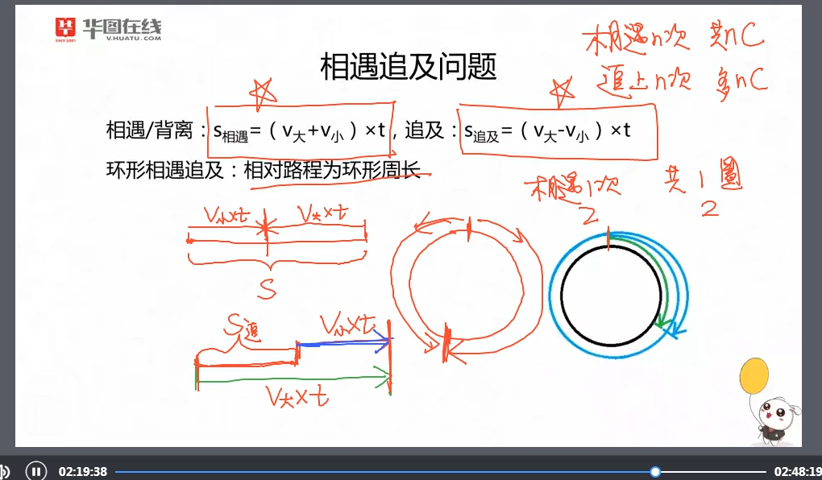 华图在线
V.HUATU.COM
相遇n次 共nC
追上n次 多nC
相遇追及问题
相遇/背离：s相遇=（v大+v小）×t，追及：s追及=（v大-v小）×t
环形相遇追及：相对路程为环形周长
相遇1次 共1圈
2 2
V小×t V大×t
S
S追 V小×t
V大×t
02:19:38
02:48:19